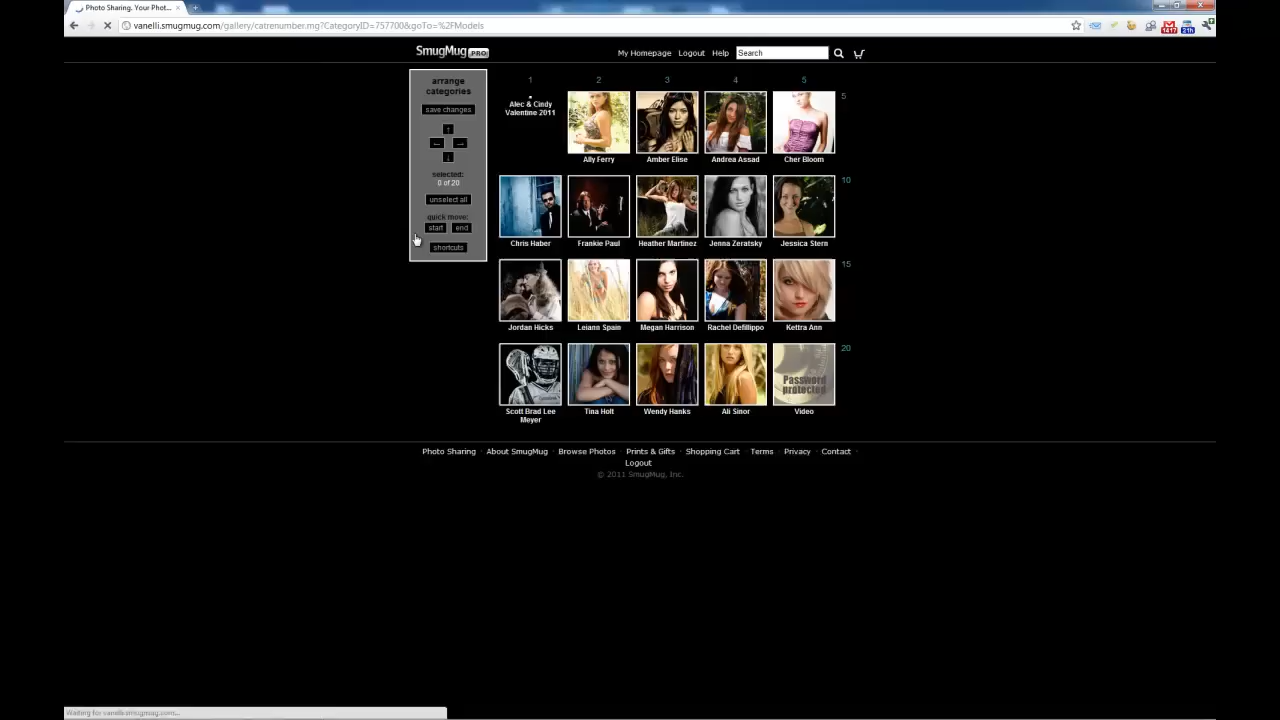 Photo Sharing. Your Phot...
vanelli.smugmug.com/gallery/catrenumber.mg?CategoryID=757700&goTo=%2FModels
1417
21h
SmugMug PRO
My Homepage Logout Help Search
arrange
categories
save changes
↑
← →
↓
selected:
0 of 20
unselect all
quick move:
start end
shortcuts
1 2 3 4 5
5
Alec & Cindy
Valentine 2011
Ally Ferry Amber Elise Andrea Assad Cher Bloom
10
Chris Haber Frankie Paul Heather Martinez Jenna Zeratsky Jessica Stern
15
Jordan Hicks Leiann Spain Megan Harrison Rachel Defillippo Kettra Ann
20
Password
protected
Scott Brad Lee
Meyer
Tina Holt Wendy Hanks Ali Sinor Video
Photo Sharing · About SmugMug · Browse Photos · Prints & Gifts · Shopping Cart · Terms · Privacy · Contact ·
Logout
© 2011 SmugMug, Inc.
Waiting for vanelli.smugmug.com...